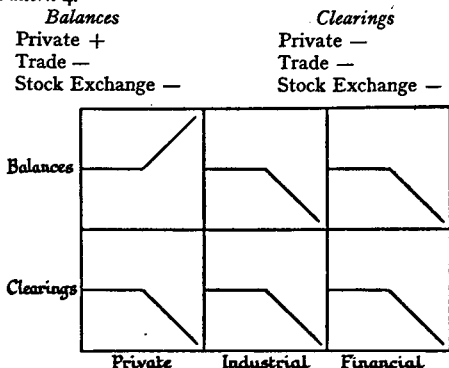 Balances Clearings
Private + Private —
Trade — Trade —
Stock Exchange — Stock Exchange —
Balances
Clearings
Private Industrial Financial